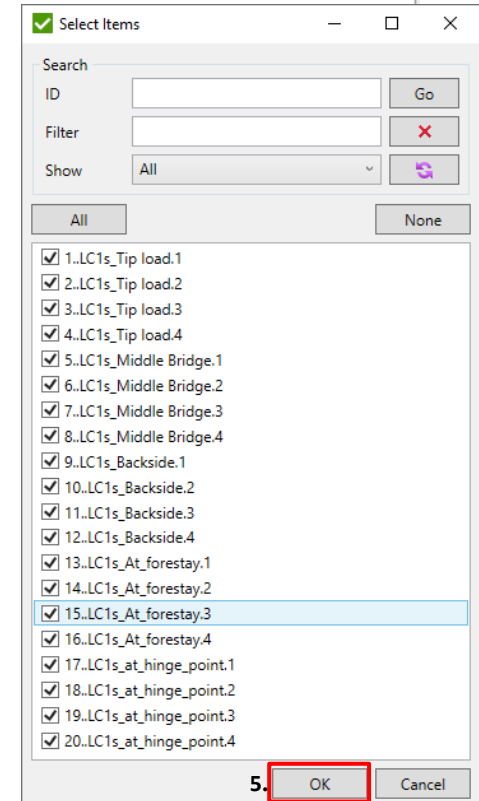 Select Items
Search
ID
Go
Filter
Show
All
All
None
1..LC1s_Tip load.1
2..LC1s_Tip load.2
3..LC1s_Tip load.3
4..LC1s_Tip load.4
5..LC1s_Middle Bridge.1
6..LC1s_Middle Bridge.2
7..LC1s_Middle Bridge.3
8..LC1s_Middle Bridge.4
9..LC1s_Backside.1
10..LC1s_Backside.2
11..LC1s_Backside.3
12..LC1s_Backside.4
13..LC1s_At_forestay.1
14..LC1s_At_forestay.2
15..LC1s_At_forestay.3
16..LC1s_At_forestay.4
17..LC1s_at_hinge_point.1
18..LC1s_at_hinge_point.2
19..LC1s_at_hinge_point.3
20..LC1s_at_hinge_point.4
5. OK Cancel